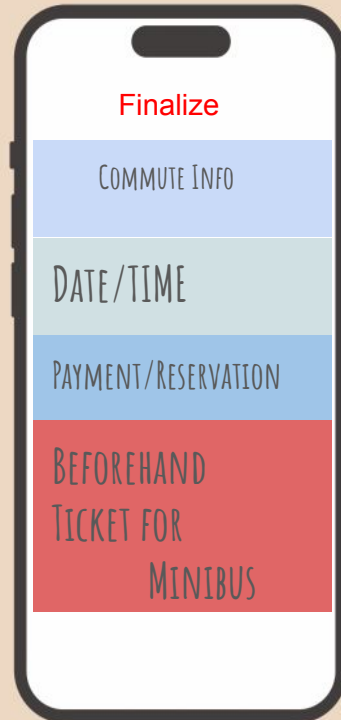 Finalize
Commute Info
Date/TIME
Payment/Reservation
Beforehand
Ticket for
Minibus